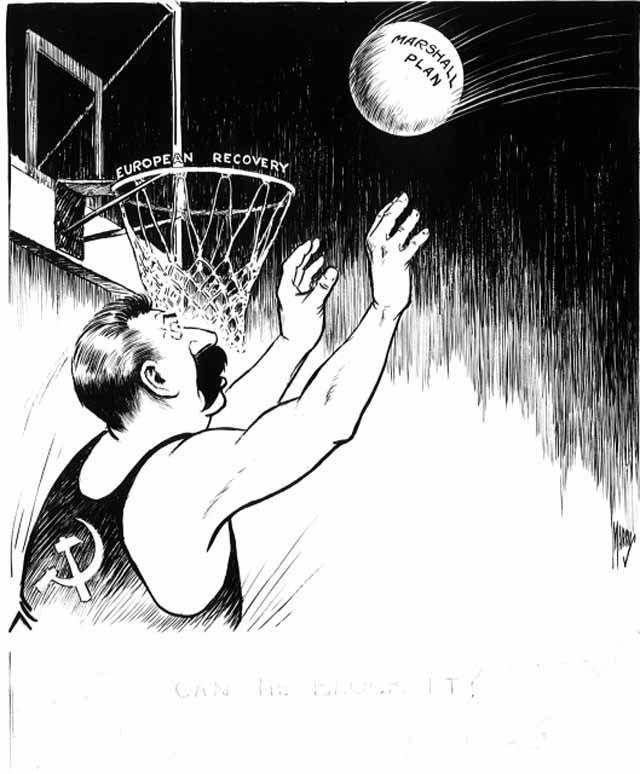 MARSHALL
PLAN
EUROPEAN RECOVERY
CAN HE BLOCK IT?